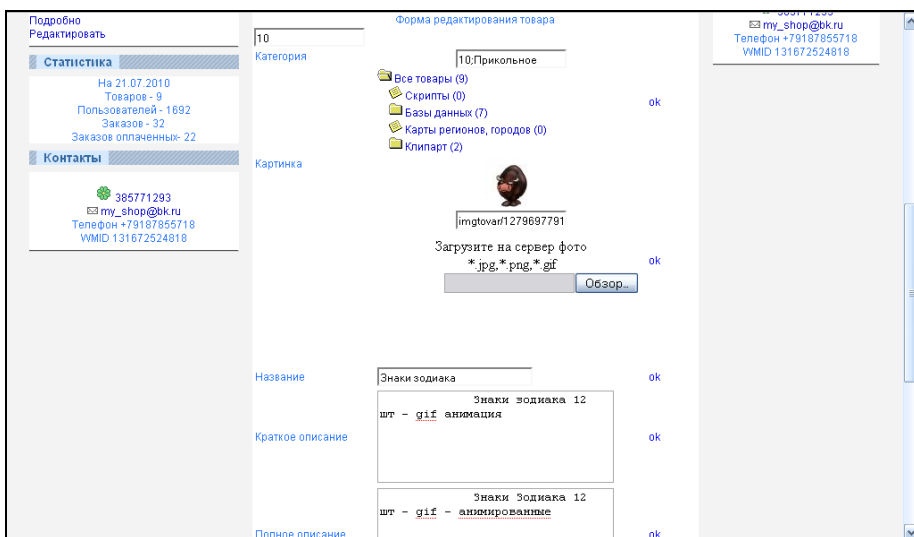 Подробно
Редактировать
Статистика
На 21.07.2010
Товаров - 9
Пользователей - 1692
Заказов - 32
Заказов оплаченных- 22
Контакты
385771293
my_shop@bk.ru
Телефон +79187855718
WMID 131672524818
Форма редактирования товара
10
Категория
10;Прикольное
Все товары (9)
Скрипты (0)
Базы данных (7)
Карты регионов, городов (0)
Клипарт (2)
ok
Картинка
imgtovar/1279697791
Загрузите на сервер фото
*.jpg,*.png,*.gif
Обзор...
ok
Название
Знаки зодиака
ok
Краткое описание
Знаки зодиака 12
шт - gif анимация
ok
Полное описание
Знаки Зодиака 12
шт - gif - анимированные
ok
my_shop@bk.ru
Телефон +79187855718
WMID 131672524818